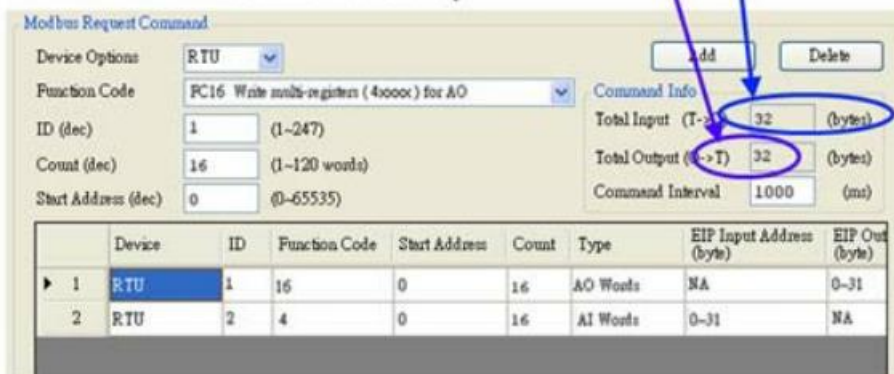 Modbus Request Command
Device Options RTU Add Delete
Function Code FC16 Write multi-registers (4xxxx) for AO Command Info
ID (dec) 1 (1~247) Total Input (T-> 32 (bytes)
Count (dec) 16 (1~120 words) Total Output ( ->T) 32 (bytes)
Start Address (dec) 0 (0~65535) Command Interval 1000 (ms)
Device ID Function Code Start Address Count Type EIP Input Address (byte) EIP Out (byte)
1 RTU 1 16 0 16 AO Words NA 0~31
2 RTU 2 4 0 16 AI Words 0~31 NA